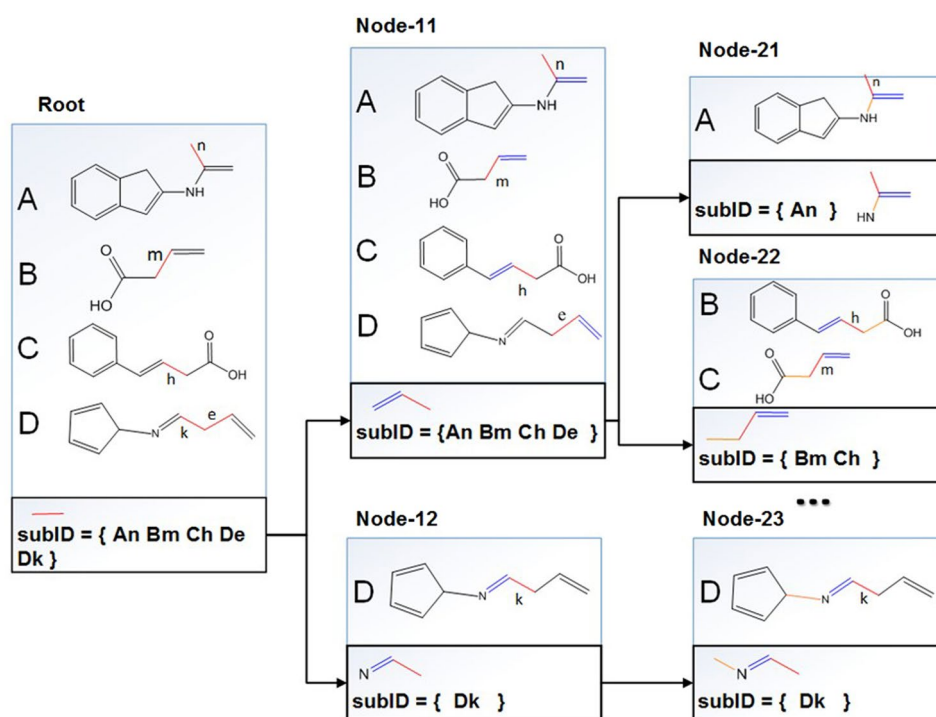 Root
A
n
NH
B
O
m
HO
C
O
h
OH
D
e
N
k
subID = { An Bm Ch De
Dk }
Node-11
A
n
NH
B
O
m
HO
C
O
OH
h
D
e
N
subID = {An Bm Ch De }
Node-12
D
N
k
N
subID = { Dk }
Node-21
A
n
NH
subID = { An }
HN
Node-22
B
h
O
OH
C
O
m
HO
subID = { Bm Ch }
...
Node-23
D
N
k
N
subID = { Dk }